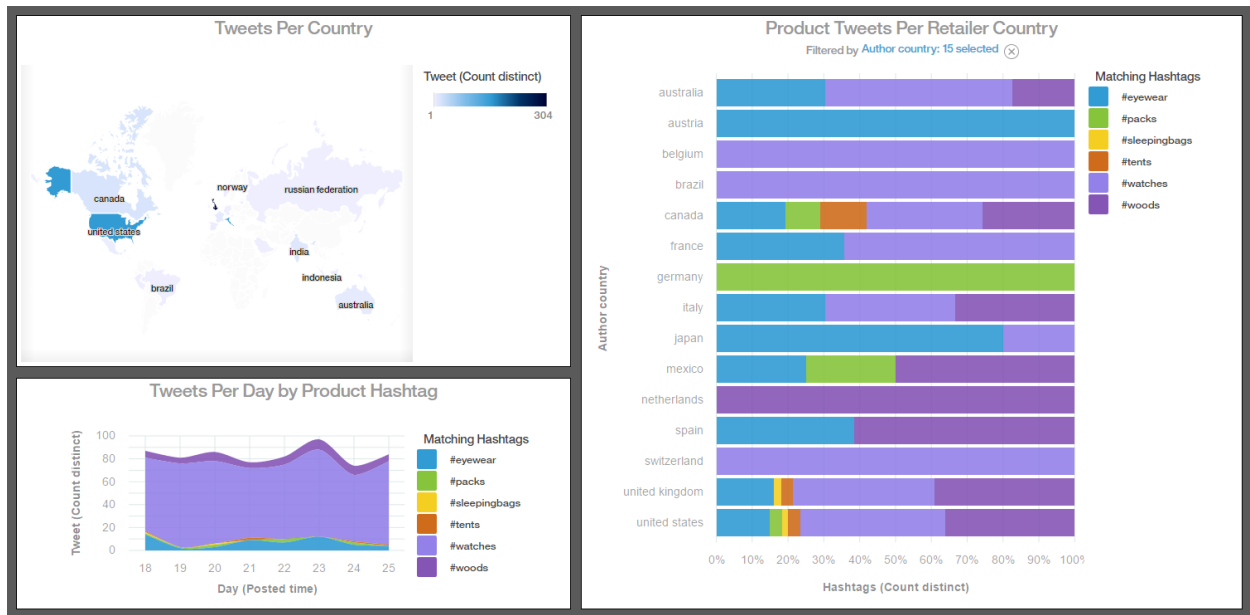 Tweets Per Country
Tweet (Count distinct)
1 304
canada
united states
brazil
norway
russian federation
india
indonesia
australia
Tweets Per Day by Product Hashtag
Tweet (Count distinct)
100
80
60
40
20
0
18 19 20 21 22 23 24 25
Day (Posted time)
Matching Hashtags
#eyewear
#packs
#sleepingbags
#tents
#watches
#woods
Product Tweets Per Retailer Country
Filtered by Author country: 15 selected
Author country
australia
austria
belgium
brazil
canada
france
germany
italy
japan
mexico
netherlands
spain
switzerland
united kingdom
united states
0% 10% 20% 30% 40% 50% 60% 70% 80% 90% 100%
Hashtags (Count distinct)
Matching Hashtags
#eyewear
#packs
#sleepingbags
#tents
#watches
#woods